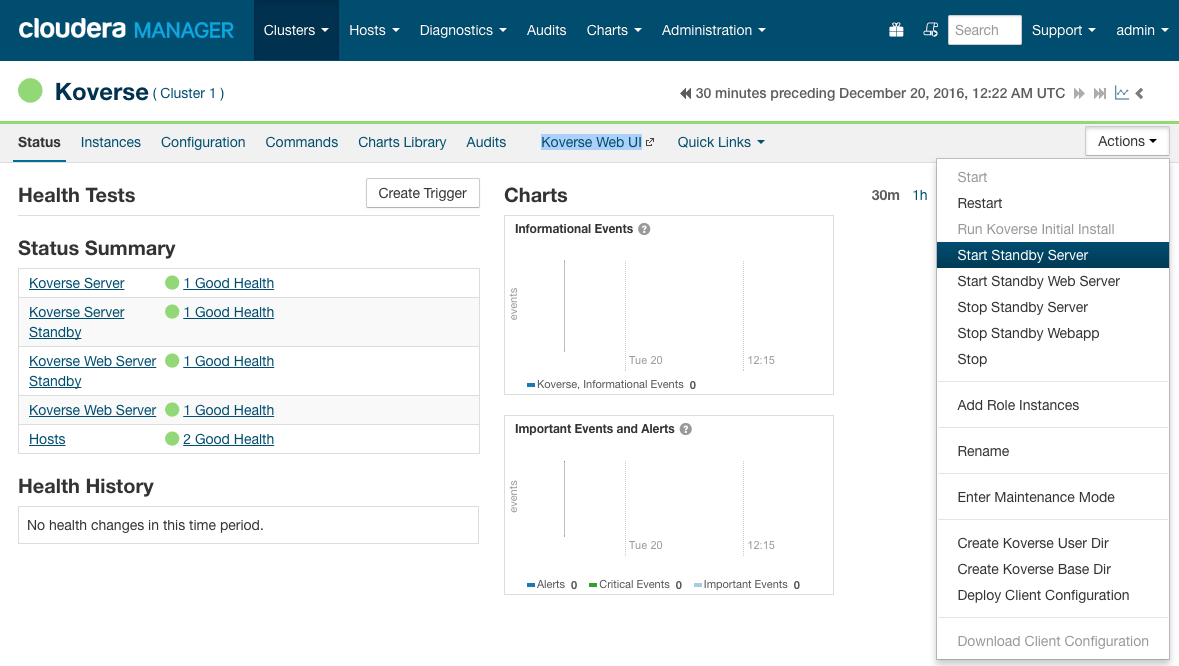 cloudera MANAGER Clusters Hosts Diagnostics Audits Charts Administration Search Support admin
Koverse ( Cluster 1 ) 30 minutes preceding December 20, 2016, 12:22 AM UTC
Status Instances Configuration Commands Charts Library Audits Koverse Web UI Quick Links Actions
Health Tests
Create Trigger
Status Summary
Koverse Server 1 Good Health
Koverse Server 1 Good Health
Standby
Koverse Web Server 1 Good Health
Standby
Koverse Web Server 1 Good Health
Hosts 2 Good Health
Health History
No health changes in this time period.
Charts
30m 1h
Informational Events ?
events
Tue 20 12:15
Koverse, Informational Events 0
Important Events and Alerts ?
events
Tue 20 12:15
Alerts 0 Critical Events 0 Important Events 0
Start
Restart
Run Koverse Initial Install
Start Standby Server
Start Standby Web Server
Stop Standby Server
Stop Standby Webapp
Stop
Add Role Instances
Rename
Enter Maintenance Mode
Create Koverse User Dir
Create Koverse Base Dir
Deploy Client Configuration
Download Client Configuration